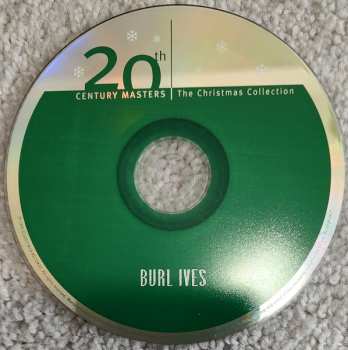 20th
CENTURY MASTERS | The Christmas Collection
BURL IVES